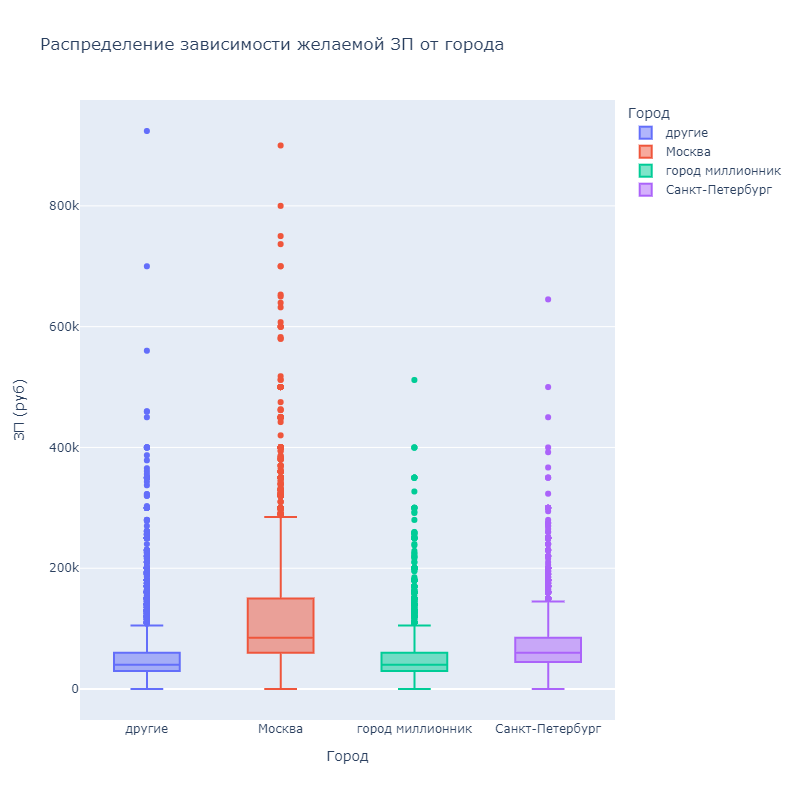 Распределение зависимости желаемой ЗП от города
Город
другие
Москва
город миллионник
Санкт-Петербург
800k
600k
400k
200k
0
ЗП (руб)
другие
Москва
город миллионник
Санкт-Петербург
Город